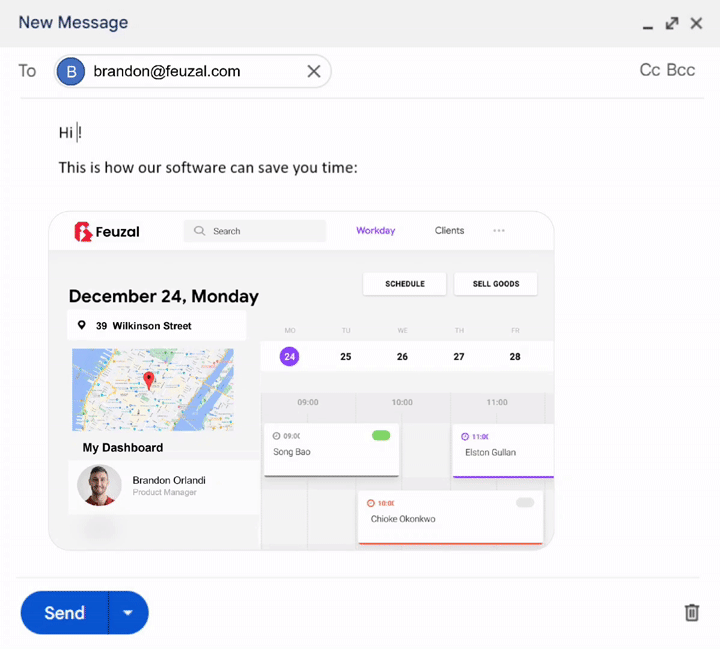 New Message
To B brandon@feuzal.com Cc Bcc
Hi !
This is how our software can save you time:
Feuzal Search Workday Clients
SCHEDULE SELL GOODS
December 24, Monday
39 Wilkinson Street
MO TU WE TH FR
24 25 26 27 28
09:00 10:00 11:00
My Dashboard
09:00 11:00
Song Bao Elston Gullan
Brandon Orlandi
Product Manager
10:00
Chioke Okonkwo
Send